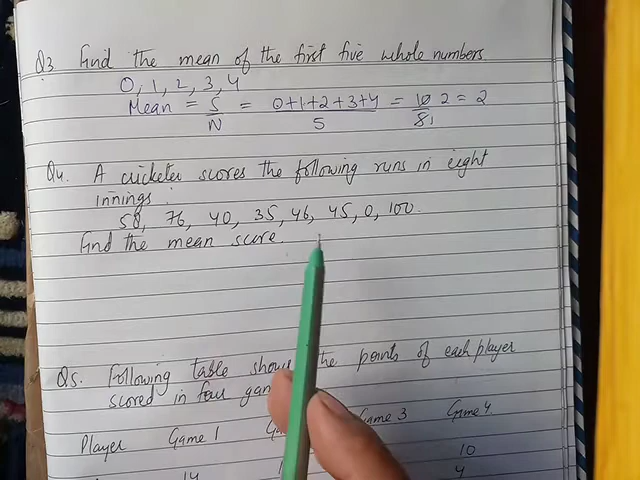 Q3 Find the mean of the first five whole numbers
0, 1, 2, 3, 4
Mean = S/N = 0+1+2+3+4/5 = 10/5 2 = 2
Q4. A cricketer scores the following runs in eight
innings:
58, 76, 40, 35, 46, 45, 0, 100.
Find the mean score.
Q5. Following table shows the points of each player
scored in four
Player Game 1 Game 3 Game 4
14 10
4